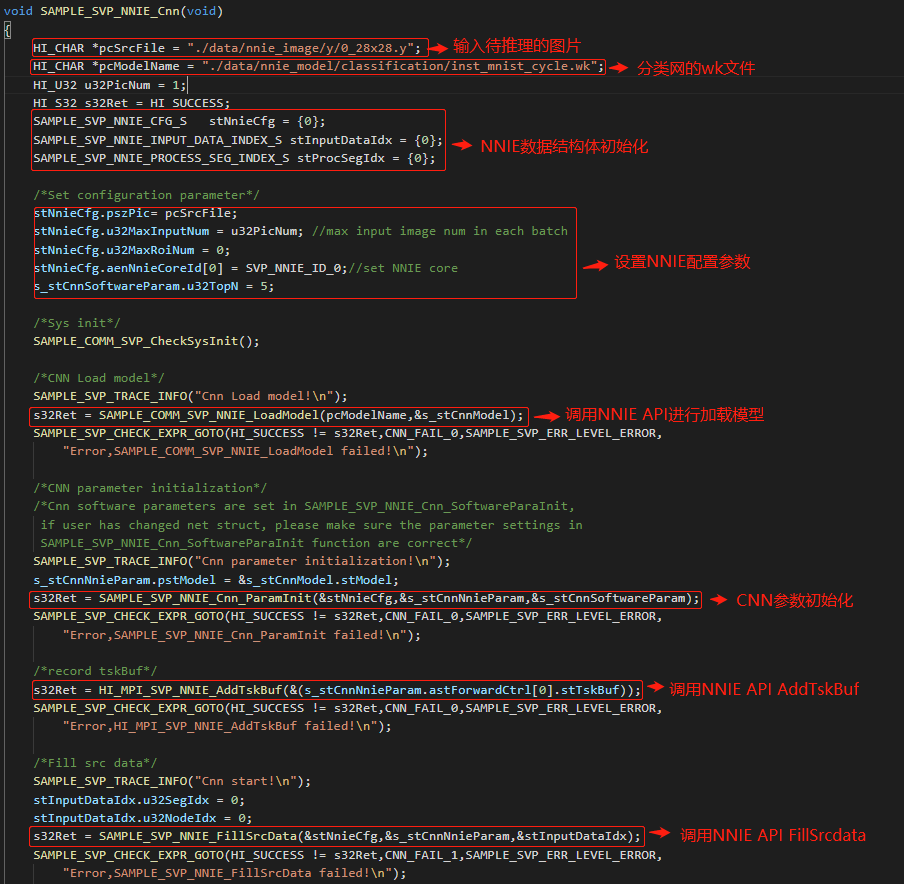 void SAMPLE_SVP_NNIE_Cnn(void)
{
HI_CHAR *pcSrcFile = "./data/nnie_image/y/0_28x28.y"; 输入待推理的图片
HI_CHAR *pcModelName = "./data/nnie_model/classification/inst_mnist_cycle.wk"; 分类网的wk文件
HI_U32 u32PicNum = 1;
HI_S32 s32Ret = HI_SUCCESS;
SAMPLE_SVP_NNIE_CFG_S stNnieCfg = {0};
SAMPLE_SVP_NNIE_INPUT_DATA_INDEX_S stInputDataIdx = {0}; NNIE数据结构体初始化
SAMPLE_SVP_NNIE_PROCESS_SEG_INDEX_S stProcSegIdx = {0};
/*Set configuration parameter*/
stNnieCfg.pszPic= pcSrcFile;
stNnieCfg.u32MaxInputNum = u32PicNum; //max input image num in each batch
stNnieCfg.u32MaxRoiNum = 0;
stNnieCfg.aenNnieCoreId[0] = SVP_NNIE_ID_0;//set NNIE core 设置NNIE配置参数
s_stCnnSoftwareParam.u32TopN = 5;
/*Sys init*/
SAMPLE_COMM_SVP_CheckSysInit();
/*CNN Load model*/
SAMPLE_SVP_TRACE_INFO("Cnn Load model!\n");
s32Ret = SAMPLE_COMM_SVP_NNIE_LoadModel(pcModelName,&s_stCnnModel); 调用NNIE API进行加载模型
SAMPLE_SVP_CHECK_EXPR_GOTO(HI_SUCCESS != s32Ret,CNN_FAIL_0,SAMPLE_SVP_ERR_LEVEL_ERROR,
"Error,SAMPLE_COMM_SVP_NNIE_LoadModel failed!\n");
/*CNN parameter initialization*/
/*Cnn software parameters are set in SAMPLE_SVP_NNIE_Cnn_SoftwareParaInit,
if user has changed net struct, please make sure the parameter settings in
SAMPLE_SVP_NNIE_Cnn_SoftwareParaInit function are correct*/
SAMPLE_SVP_TRACE_INFO("Cnn parameter initialization!\n");
s_stCnnNnieParam.pstModel = &s_stCnnModel.stModel;
s32Ret = SAMPLE_SVP_NNIE_Cnn_ParamInit(&stNnieCfg,&s_stCnnNnieParam,&s_stCnnSoftwareParam); CNN参数初始化
SAMPLE_SVP_CHECK_EXPR_GOTO(HI_SUCCESS != s32Ret,CNN_FAIL_0,SAMPLE_SVP_ERR_LEVEL_ERROR,
"Error,SAMPLE_SVP_NNIE_Cnn_ParamInit failed!\n");
/*record tskBuf*/
s32Ret = HI_MPI_SVP_NNIE_AddTskBuf(&(s_stCnnNnieParam.astForwardCtrl[0].stTskBuf)); 调用NNIE API AddTskBuf
SAMPLE_SVP_CHECK_EXPR_GOTO(HI_SUCCESS != s32Ret,CNN_FAIL_0,SAMPLE_SVP_ERR_LEVEL_ERROR,
"Error,HI_MPI_SVP_NNIE_AddTskBuf failed!\n");
/*Fill src data*/
SAMPLE_SVP_TRACE_INFO("Cnn start!\n");
stInputDataIdx.u32SegIdx = 0;
stInputDataIdx.u32NodeIdx = 0;
s32Ret = SAMPLE_SVP_NNIE_FillSrcData(&stNnieCfg,&s_stCnnNnieParam,&stInputDataIdx); 调用NNIE API FillSrcdata
SAMPLE_SVP_CHECK_EXPR_GOTO(HI_SUCCESS != s32Ret,CNN_FAIL_1,SAMPLE_SVP_ERR_LEVEL_ERROR,
"Error,SAMPLE_SVP_NNIE_FillSrcData failed!\n");